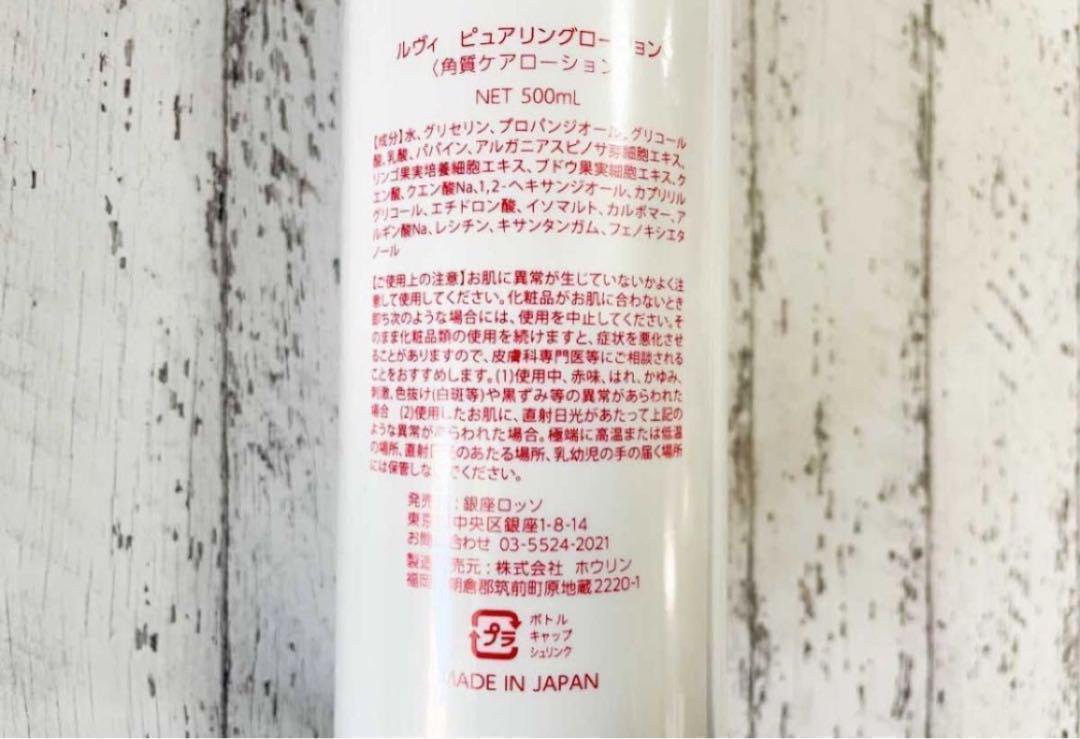 ルヴィ ピュアリングローション
〈角質ケアローション
NET 500mL
【成分】水、グリセリン、プロパンジオール、グリコール
酸、乳酸、パパイン、アルガニアスピノサ芽細胞エキス、
リンゴ果実培養細胞エキス、ブドウ果実細胞エキス、ク
エン酸、クエン酸Na、1,2-ヘキサンジオール、カプリリル
グリコール、エチドロン酸、イソマルト、カルボマー、ア
ルギン酸Na、レシチン、キサンタンガム、フェノキシエタ
ノール
【ご使用上の注意】お肌に異常が生じていないかよく注
意して使用してください。化粧品がお肌に合わないとき
即ち次のような場合には、使用を中止してください。そ
のまま化粧品類の使用を続けますと、症状を悪化させ
ることがありますので、皮膚科専門医等にご相談される
ことをおすすめします。(1)使用中、赤味、はれ、かゆみ、
刺激、色抜け(白斑等)や黒ずみ等の異常があらわれた
場合 (2)使用したお肌に、直射日光があたって上記の
ような異常があらわれた場合。極端に高温または低温
の場所、直射日光のあたる場所、乳幼児の手の届く場所
には保管しないでください。
発売 :銀座ロッソ
東京 中央区銀座1-8-14
お問い合わせ 03-5524-2021
製造 売元:株式会社 ホウリン
福岡 朝倉郡筑前町原地蔵2220-1
プラ
ボトル
キャップ
シュリンク
MADE IN JAPAN